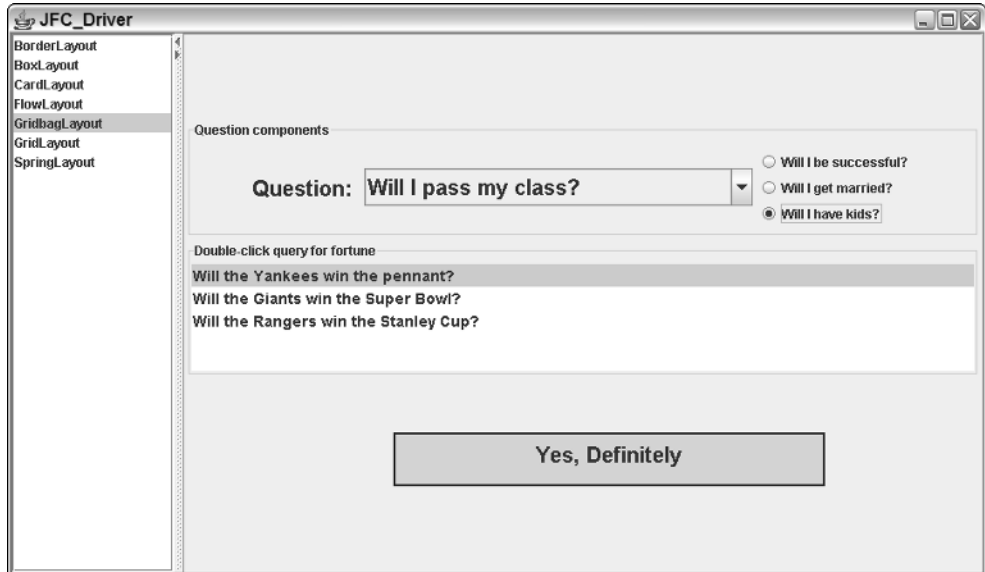 JFC_Driver
BorderLayout
BoxLayout
CardLayout
FlowLayout
GridbagLayout
GridLayout
SpringLayout
Question components
Question:
Will I pass my class?
Will I be successful?
Will I get married?
Will I have kids?
Double-click query for fortune
Will the Yankees win the pennant?
Will the Giants win the Super Bowl?
Will the Rangers win the Stanley Cup?
Yes, Definitely